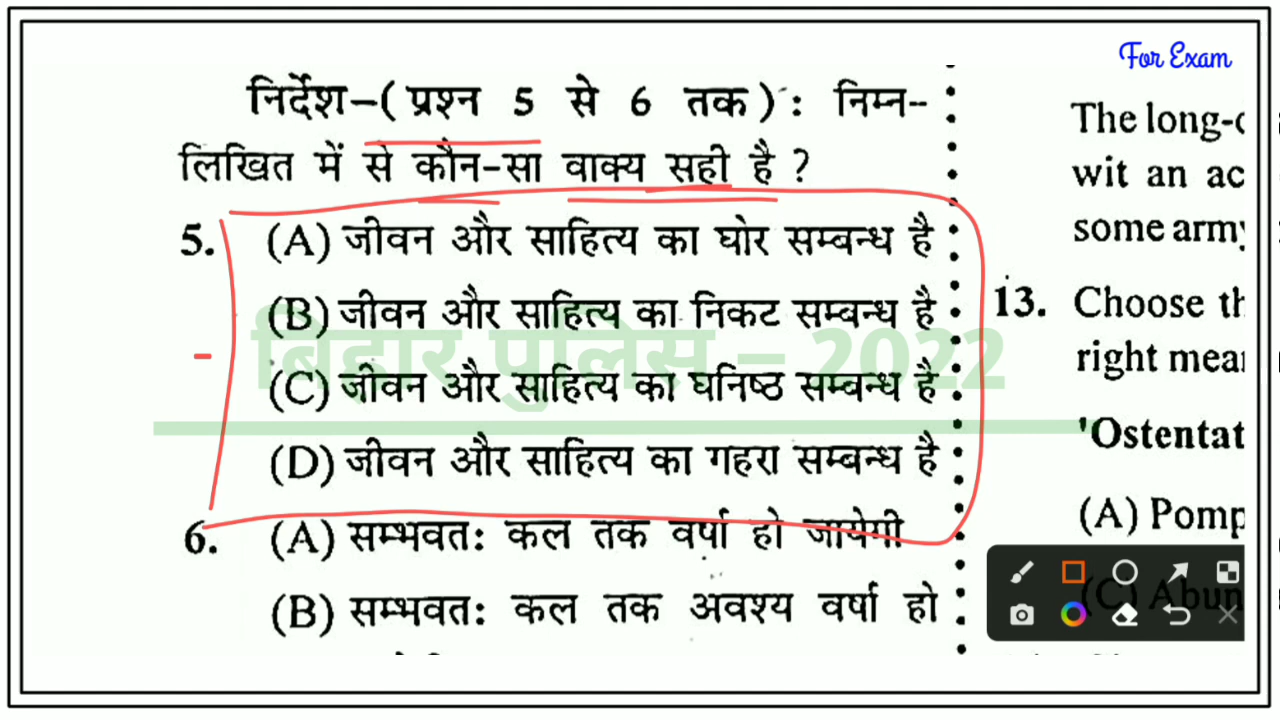 For Exam
निर्देश–( प्रश्न 5 से 6 तक ) : निम्न-
लिखित में से कौन-सा वाक्य सही है ?
5. (A) जीवन और साहित्य का घोर सम्बन्ध है
(B) जीवन और साहित्य का निकट सम्बन्ध है
(C) जीवन और साहित्य का घनिष्ठ सम्बन्ध है
(D) जीवन और साहित्य का गहरा सम्बन्ध है
बिहार पुलिस – 2022
6. (A) सम्भवत: कल तक वर्षा हो जायेगी
(B) सम्भवत: कल तक अवश्य वर्षा हो
The long-
wit an ac
some army
13. Choose th
right mean
'Ostentat
(A) Pomp
(C) Abun